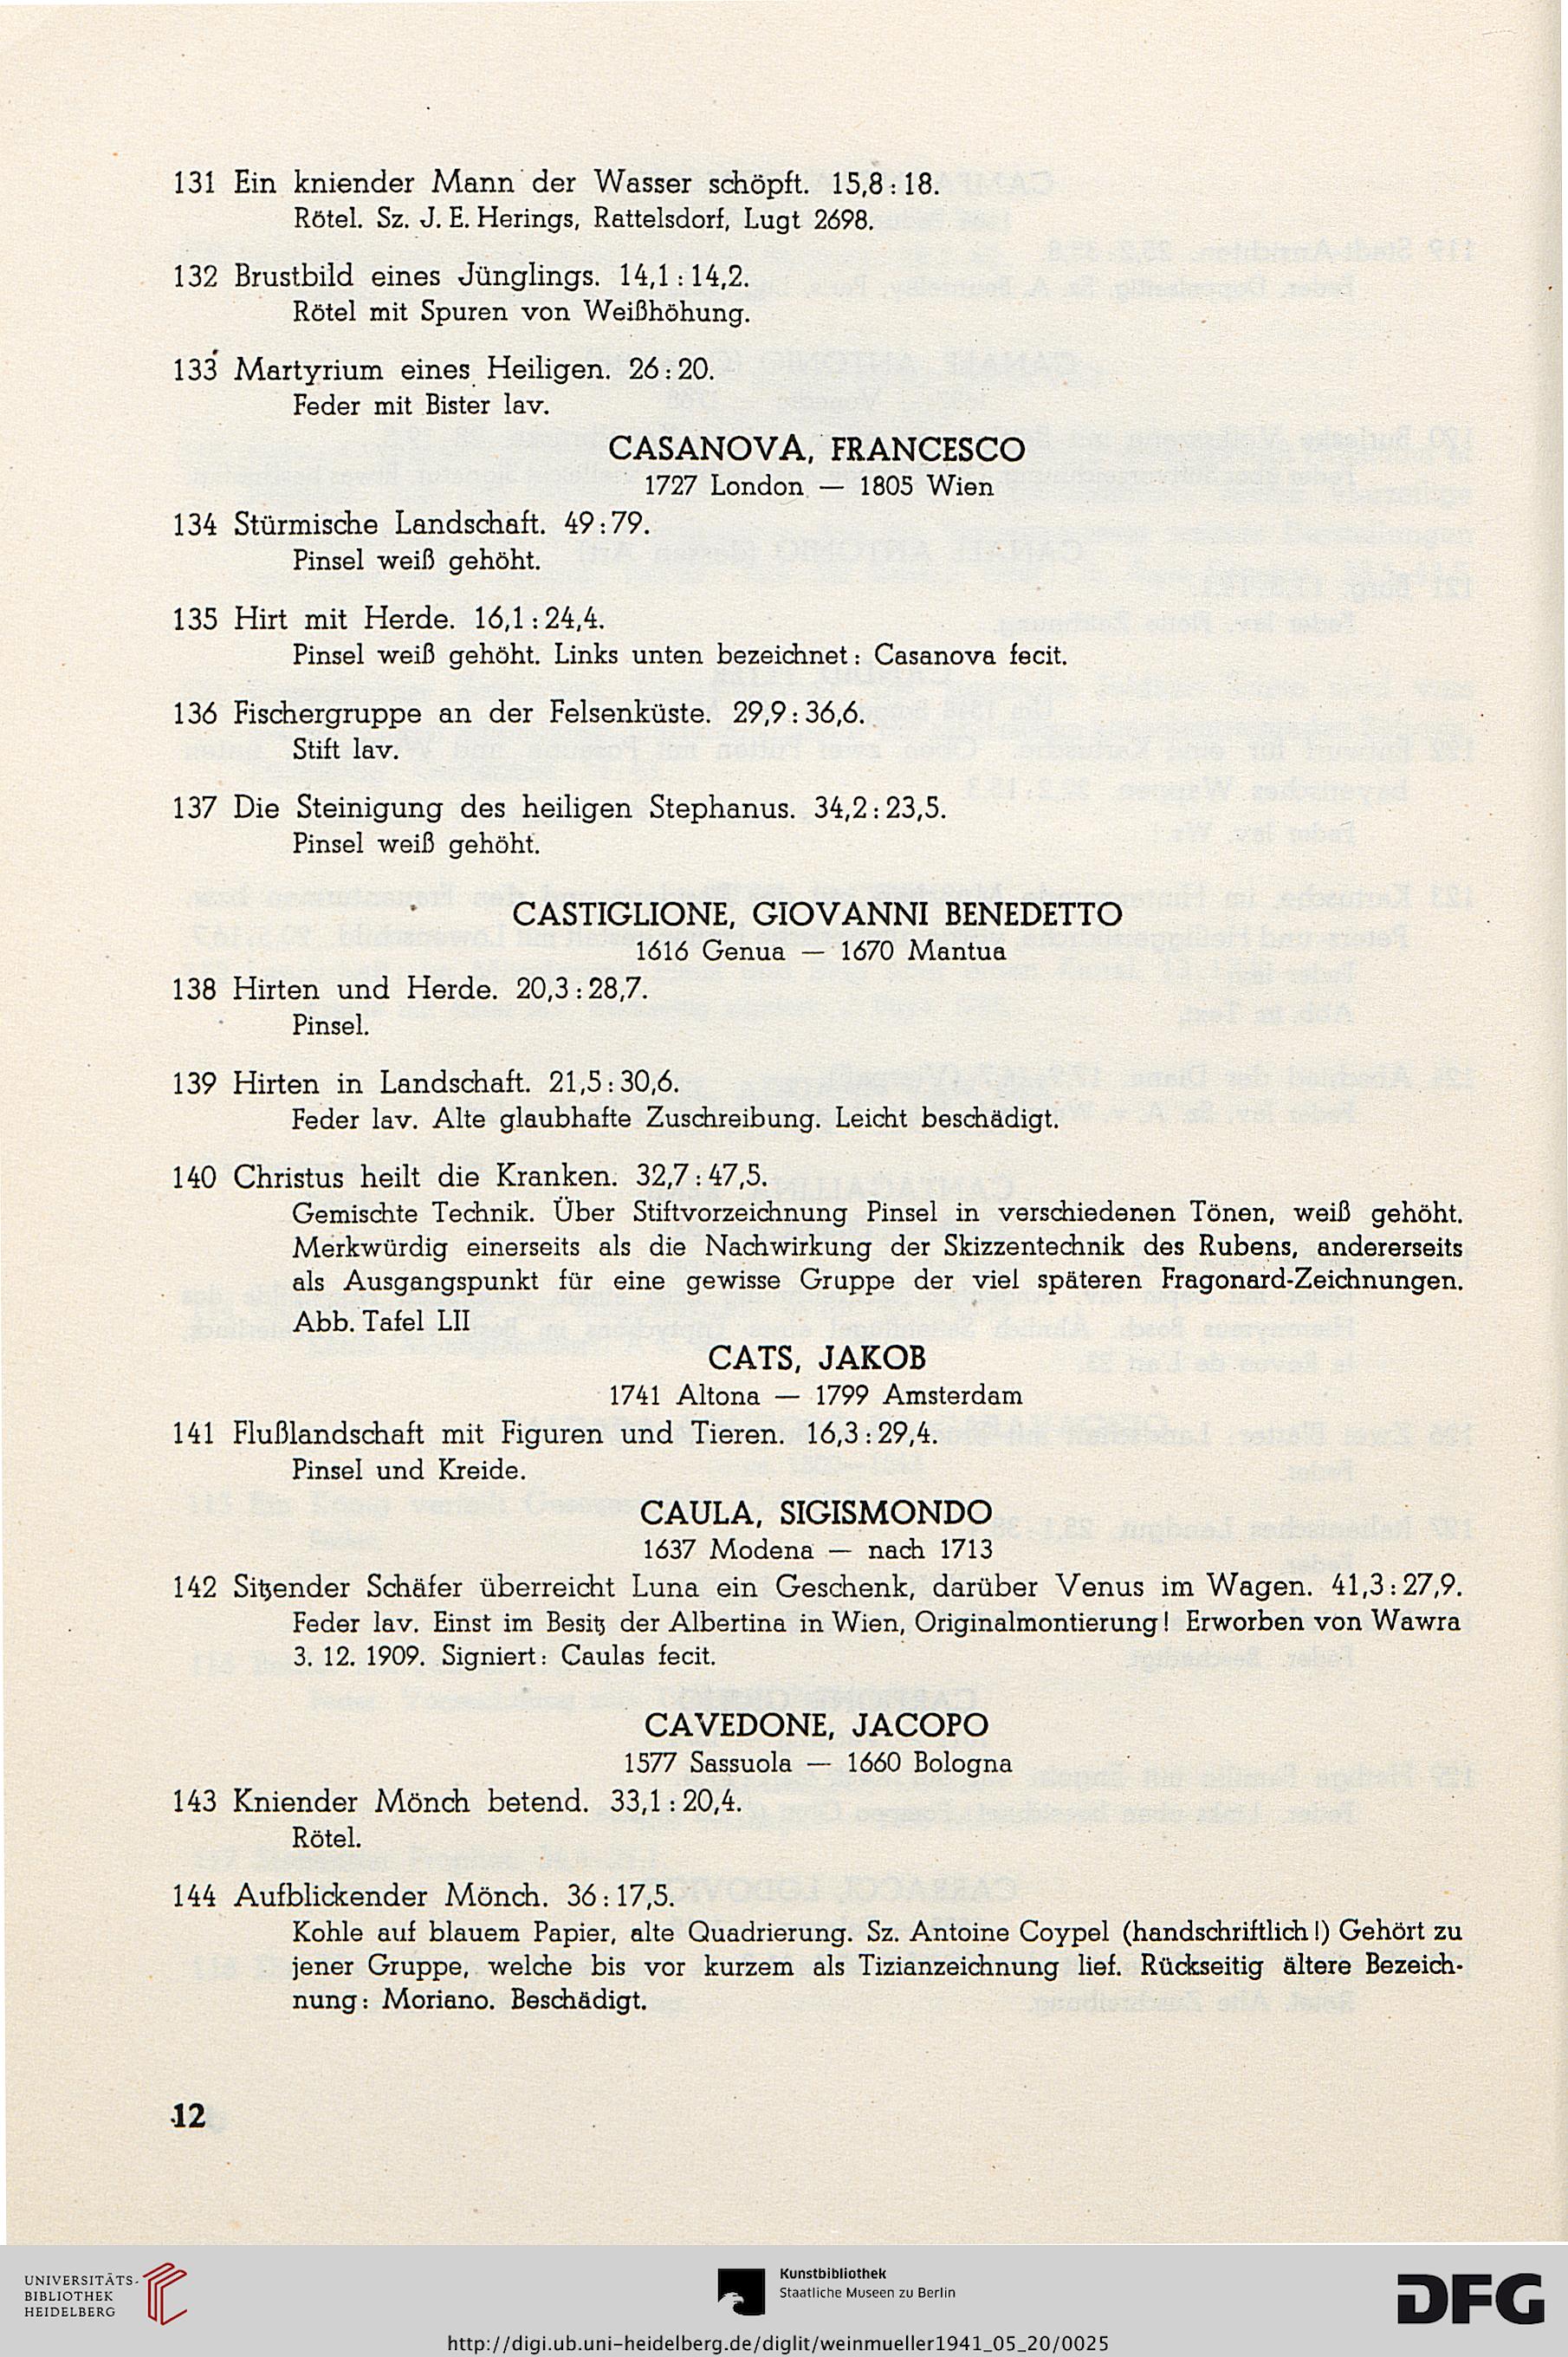 131 Ein kniender Mann der Wasser schöpft. 15,8:18.
Rötel. Sz. J. E. Herings, Rattelsdorf, Lugt 2698.
132 Brustbild eines Jünglings. 14,1:14,2.
Rötel mit Spuren von Weißhöhung.
133 Martyrium eines Heiligen. 26:20.
Feder mit Bister lav.
CASANOVA, FRANCESCO
1727 London — 1805 Wien
134 Stürmische Landschaft. 49:79.
Pinsel weiß gehöht.
135 Hirt mit Herde. 16,1:24,4.
Pinsel weiß gehöht. Links unten bezeichnet: Casanova fecit.
136 Fischergruppe an der Felsenküste. 29,9:36,6.
Stift lav.
137 Die Steinigung des heiligen Stephanus. 34,2:23,5.
Pinsel weiß gehöht.
CASTIGLIONE, GIOVANNI BENEDETTO
1616 Genua — 1670 Mantua
138 Hirten und Herde. 20,3:28,7.
Pinsel.
139 Hirten in Landschaft. 21,5:30,6.
Feder lav. Alte glaubhafte Zuschreibung. Leicht beschädigt.
140 Christus heilt die Kranken. 32,7:47,5.
Gemischte Technik. Über Stiftvorzeichnung Pinsel in verschiedenen Tönen, weiß gehöht.
Merkwürdig einerseits als die Nachwirkung der Skizzentechnik des Rubens, andererseits
als Ausgangspunkt für eine gewisse Gruppe der viel späteren Fragonard-Zeichnungen.
Abb. Tafel LII
CATS, JAKOB
1741 Altona — 1799 Amsterdam
141 Flußlandschaft mit Figuren und Tieren. 16,3:29,4.
Pinsel und Kreide.
CAULA, SIGISMONDO
1637 Modena — nach 1713
142 Sitzender Schäfer überreicht Luna ein Geschenk, darüber Venus im Wagen. 41,3:27,9.
Feder lav. Einst im Besitz der Albertina in Wien, Originalmontierung! Erworben von Wawra
3. 12. 1909. Signiert: Caulas fecit.
CAVEDONE, JACOPO
1577 Sassuola — 1660 Bologna
143 Kniender Mönch betend. 33,1:20,4.
Rötel.
144 Aufblickender Mönch. 36:17,5.
Kohle auf blauem Papier, alte Quadrierung. Sz. Antoine Coypel (handschriftlich!) Gehört zu
jener Gruppe, welche bis vor kurzem als Tizianzeichnung lief. Rückseitig ältere Bezeich-
nung: Moriano. Beschädigt.
12
UNIVERSITÄTS-
BIBLIOTHEK
HEIDELBERG
Kunstbibliothek
Staatliche Museen zu Berlin
DFG
http://digi.ub.uni-heidelberg.de/diglit/weinmueller1941_05_20/0025